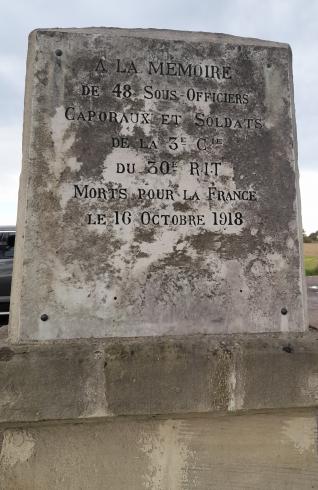 A LA MÉMOIRE
DE 48 SOUS-OFFICIERS
CAPORAUX ET SOLDATS
DE LA 3E CIE
DU 30E RIT
MORTS POUR LA FRANCE
LE 16 OCTOBRE 1918